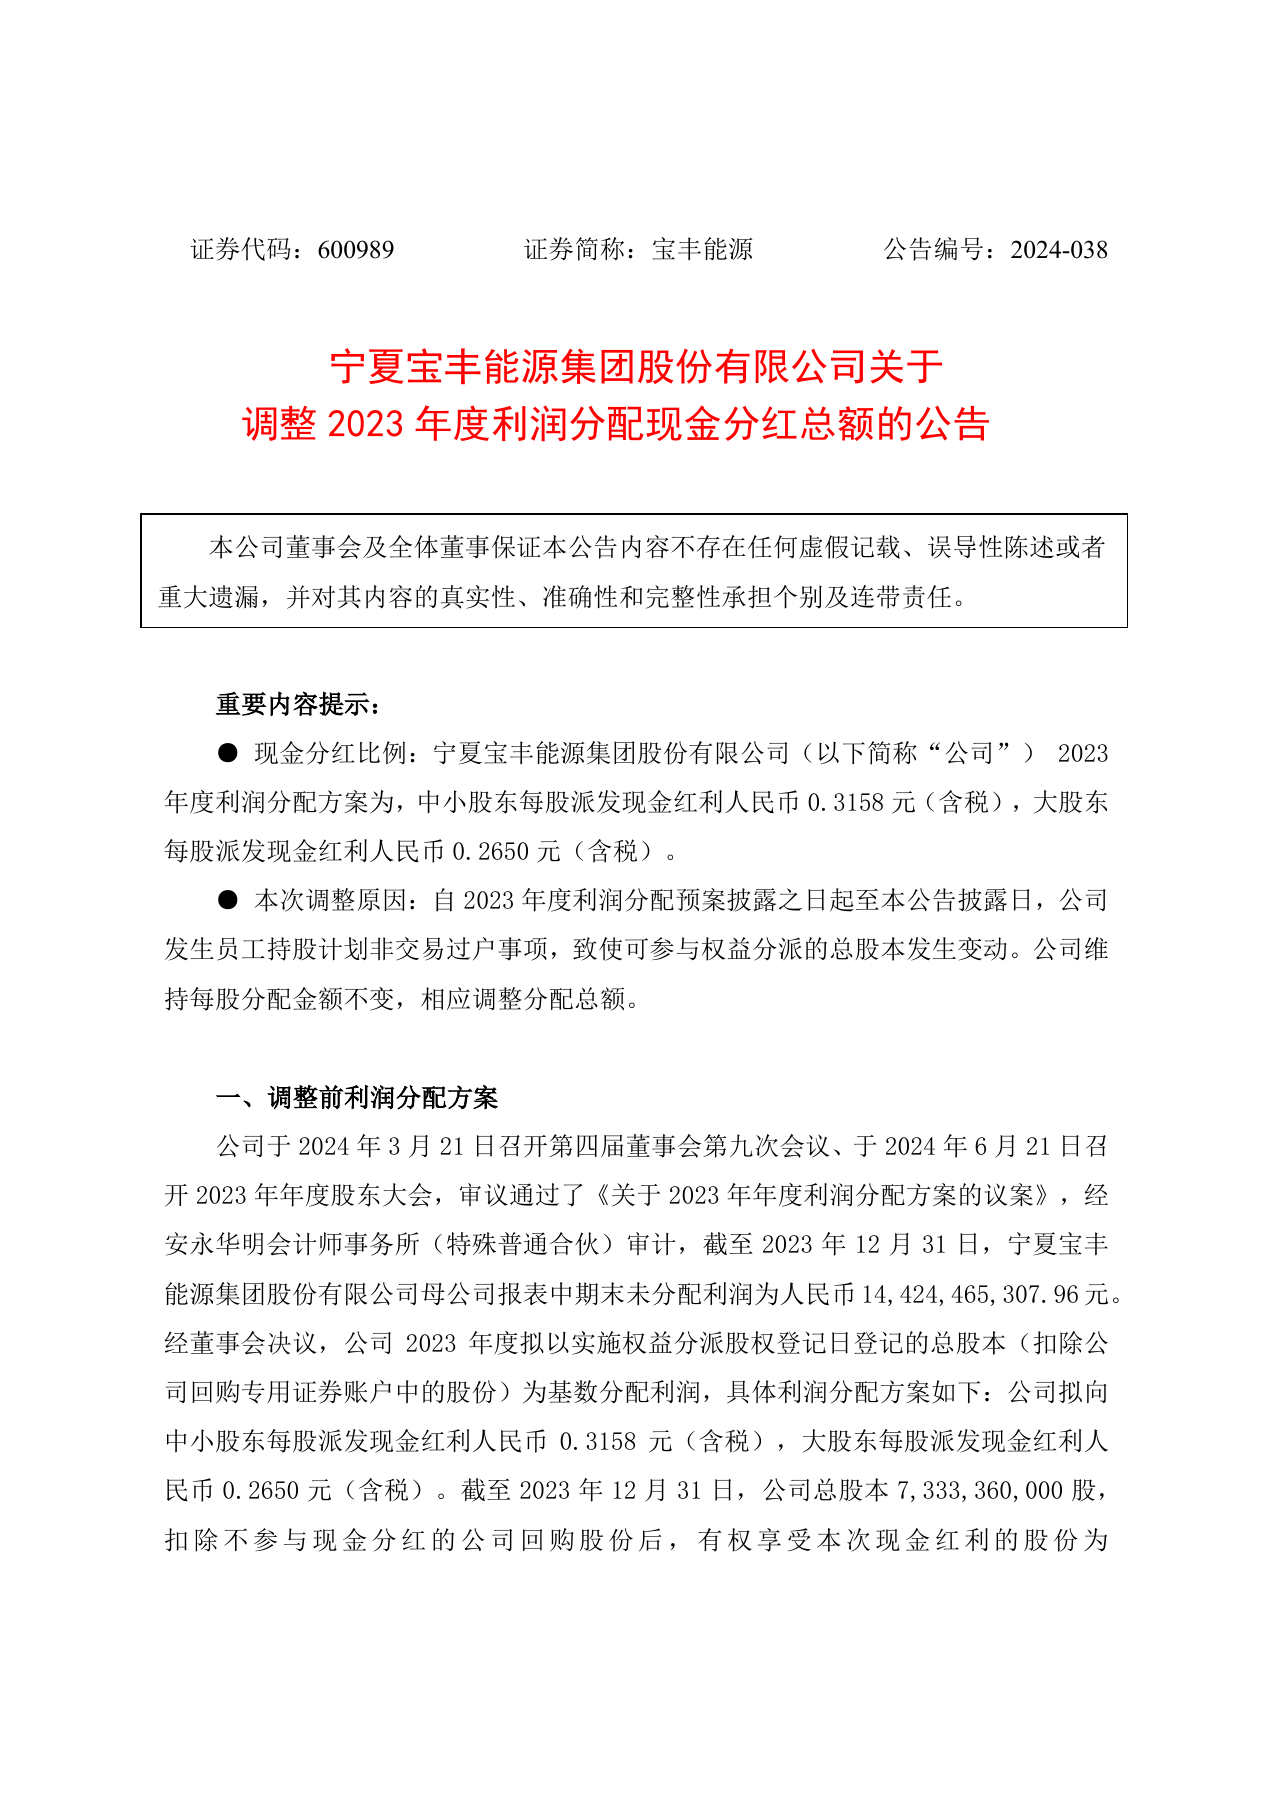 证券代码：600989 证券简称：宝丰能源 公告编号：2024-038
宁夏宝丰能源集团股份有限公司关于
调整 2023 年度利润分配现金分红总额的公告
本公司董事会及全体董事保证本公告内容不存在任何虚假记载、误导性陈述或者
重大遗漏，并对其内容的真实性、准确性和完整性承担个别及连带责任。
重要内容提示：
● 现金分红比例：宁夏宝丰能源集团股份有限公司（以下简称“公司”） 2023
年度利润分配方案为，中小股东每股派发现金红利人民币 0.3158 元（含税），大股东
每股派发现金红利人民币 0.2650 元（含税）。
● 本次调整原因：自 2023 年度利润分配预案披露之日起至本公告披露日，公司
发生员工持股计划非交易过户事项，致使可参与权益分派的总股本发生变动。公司维
持每股分配金额不变，相应调整分配总额。
一、调整前利润分配方案
公司于 2024 年 3 月 21 日召开第四届董事会第九次会议、于 2024 年 6 月 21 日召
开 2023 年年度股东大会，审议通过了《关于 2023 年年度利润分配方案的议案》，经
安永华明会计师事务所（特殊普通合伙）审计，截至 2023 年 12 月 31 日，宁夏宝丰
能源集团股份有限公司母公司报表中期末未分配利润为人民币 14,424,465,307.96 元。
经董事会决议，公司 2023 年度拟以实施权益分派股权登记日登记的总股本（扣除公
司回购专用证券账户中的股份）为基数分配利润，具体利润分配方案如下：公司拟向
中小股东每股派发现金红利人民币 0.3158 元（含税），大股东每股派发现金红利人
民币 0.2650 元（含税）。截至 2023 年 12 月 31 日，公司总股本 7,333,360,000 股，
扣除不参与现金分红的公司回购股份后，有权享受本次现金红利的股份为